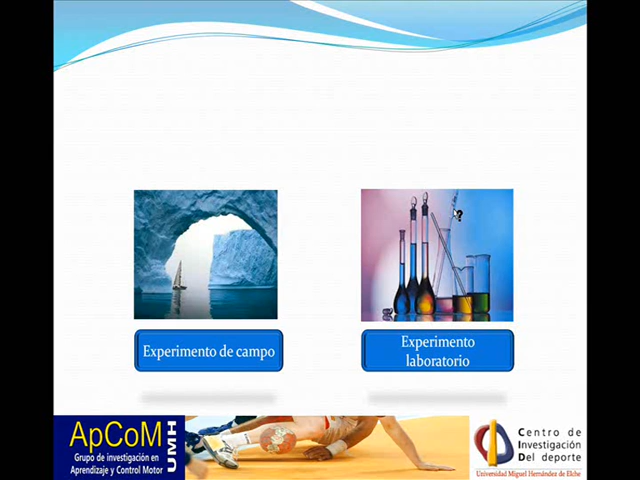 Experimento de campo
Experimento
laboratorio
ApCoM
UMH
Grupo de investigación en
Aprendizaje y Control Motor
Centro de
Investigación
Del deporte
Universidad Miguel Hernández de Elche